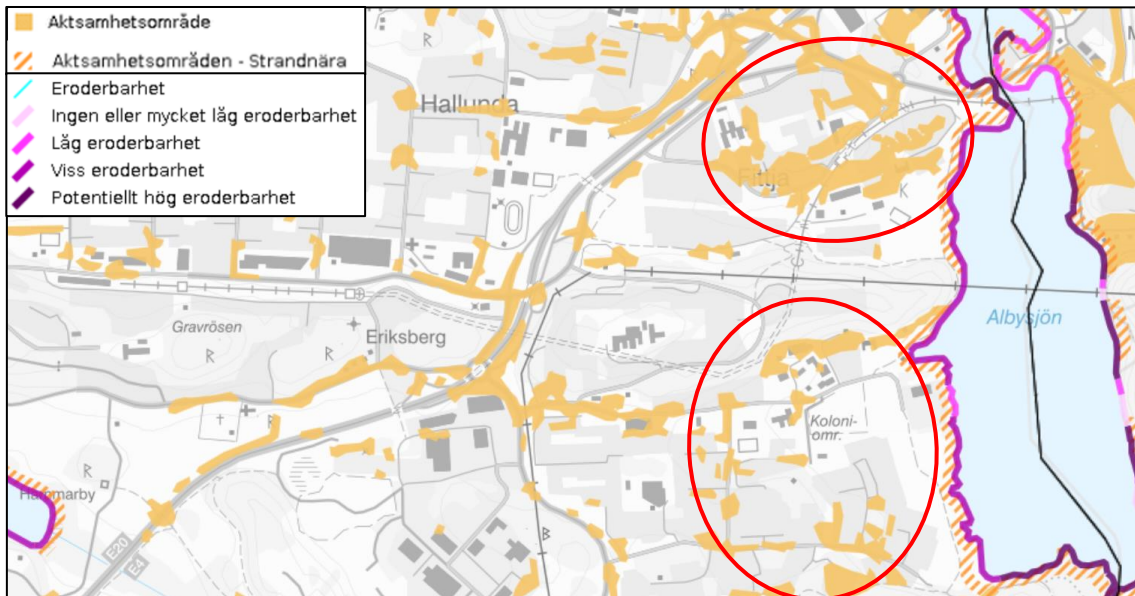 Aktsamhetsområde
Aktsamhetsområden - Strandnära
Eroderbarhet
Ingen eller mycket låg eroderbarhet
Låg eroderbarhet
Viss eroderbarhet
Potentiellt hög eroderbarhet
Hallunda
Fittja
Gravrösen
Eriksberg
Albysjön
Koloni-
omr.
E20
E4